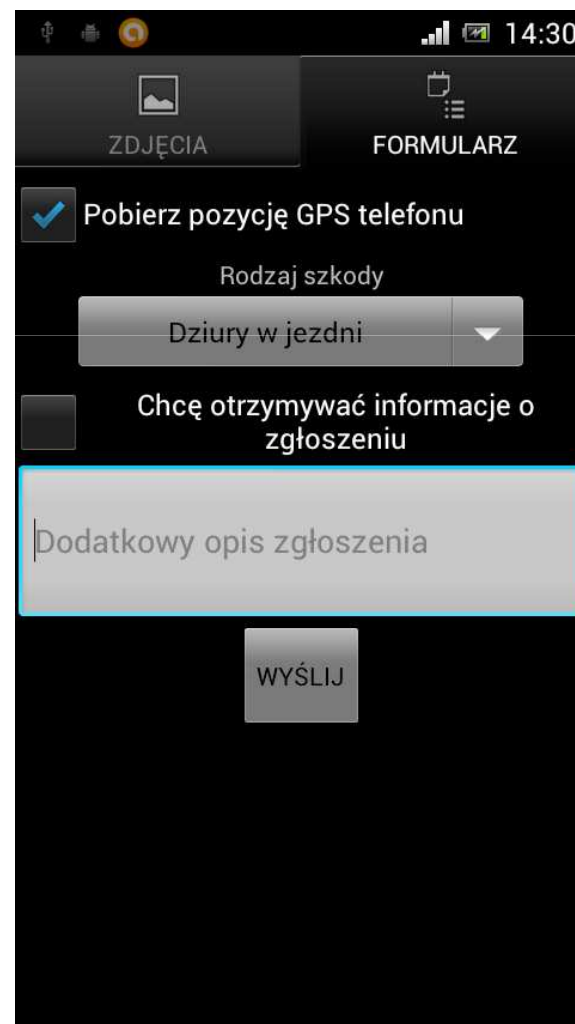 14:30
ZDJĘCIA
FORMULARZ
Pobierz pozycję GPS telefonu
Rodzaj szkody
Dziury w jezdni
Chcę otrzymywać informacje o
zgłoszeniu
Dodatkowy opis zgłoszenia
WYŚLIJ